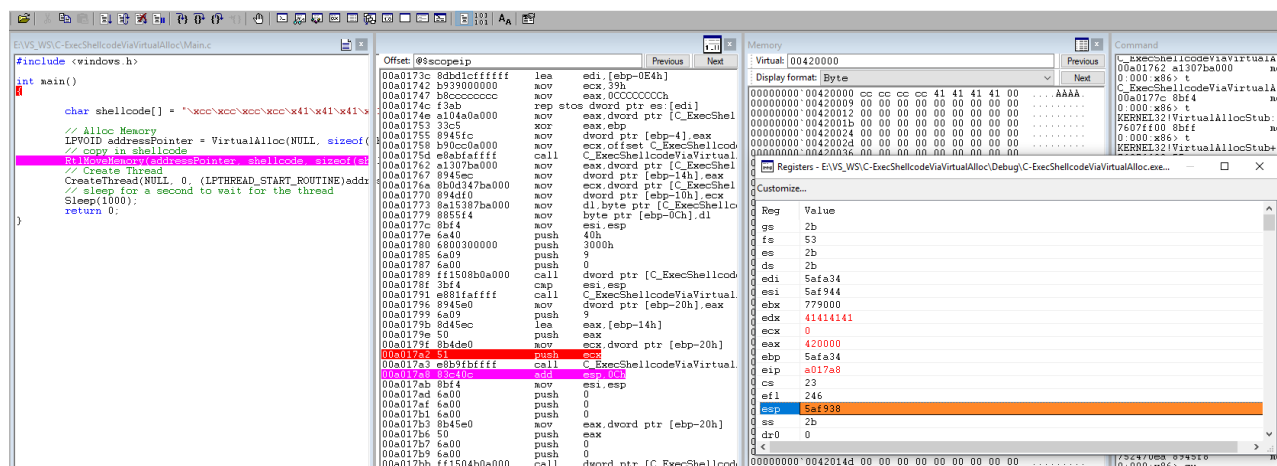 E:\VS_WS\C-ExecShellcodeViaVirtualAlloc\Main.c
#include <windows.h>
int main()
{
char shellcode[] = "\xcc\xcc\xcc\xcc\x41\x41\x41\x
// Alloc Memory
LPVOID addressPointer = VirtualAlloc(NULL, sizeof(
// copy in shellcode
RtlMoveMemory(addressPointer, shellcode, sizeof(sh
// Create Thread
CreateThread(NULL, 0, (LPTHREAD_START_ROUTINE)addr
// sleep for a second to wait for the thread
Sleep(1000);
return 0;
}
Offset: @$scopeip
Previous
Next
00a0173c 8dbd1cffffff lea edi,[ebp-0E4h]
00a01742 b939000000 mov ecx,39h
00a01747 b8cccccccc mov eax,0CCCCCCCCh
00a0174c f3ab rep stos dword ptr es:[edi]
00a0174e a104a0a000 mov eax,dword ptr [C_ExecShel
00a01753 33c5 xor eax,ebp
00a01755 8945fc mov dword ptr [ebp-4],eax
00a01758 b90cc0a000 mov ecx,offset C_ExecShellcod
00a0175d e8abfaffff call C_ExecShellcodeViaVirtual
00a01762 a1307ba000 mov eax,dword ptr [C_ExecShel
00a01767 8945ec mov dword ptr [ebp-14h],eax
00a0176a 8b0d347ba000 mov ecx,dword ptr [C_ExecShel
00a01770 894df0 mov dword ptr [ebp-10h],ecx
00a01773 8a15387ba000 mov dl,byte ptr [C_ExecShellc
00a01779 8855f4 mov byte ptr [ebp-0Ch],dl
00a0177c 8bf4 mov esi,esp
00a0177e 6a40 push 40h
00a01780 6800300000 push 3000h
00a01785 6a09 push 9
00a01787 6a00 push 0
00a01789 ff1508b0a000 call dword ptr [C_ExecShellcod
00a0178f 3bf4 cmp esi,esp
00a01791 e881faffff call C_ExecShellcodeViaVirtual
00a01796 8945e0 mov dword ptr [ebp-20h],eax
00a01799 6a09 push 9
00a0179b 8d45ec lea eax,[ebp-14h]
00a0179e 50 push eax
00a0179f 8b4de0 mov ecx,dword ptr [ebp-20h]
00a017a2 51 push ecx
00a017a3 e8b9fbffff call C_ExecShellcodeViaVirtual
00a017a8 83c40c add esp,0Ch
00a017ab 8bf4 mov esi,esp
00a017ad 6a00 push 0
00a017af 6a00 push 0
00a017b1 6a00 push 0
00a017b3 8b45e0 mov eax,dword ptr [ebp-20h]
00a017b6 50 push eax
00a017b7 6a00 push 0
00a017b9 6a00 push 0
00a017bb ff1504b0a000 call dword ptr [C_ExecShellcod
Memory
Virtual: 00420000
Previous
Display format: Byte
Next
00000000`00420000 cc cc cc cc 41 41 41 41 00 ....AAAA.
00000000`00420009 00 00 00 00 00 00 00 00 00 .........
00000000`00420012 00 00 00 00 00 00 00 00 00 .........
00000000`0042001b 00 00 00 00 00 00 00 00 00 .........
00000000`00420024 00 00 00 00 00 00 00 00 00 .........
00000000`0042002d 00 00 00 00 00 00 00 00 00 .........
00000000`00420036 00 00 00 00 00 00 00 00 00 .........
00000000`0042014d 00 00 00 00 00 00 00 00 00 .........
Command
C_ExecShellcodeViaVirtualA
00a01762 a1307ba000
0:000:x86> t
C_ExecShellcodeViaVirtualA
00a0177c 8bf4
0:000:x86> t
KERNEL32!VirtualAllocStub:
7607ff00 8bff
0:000:x86> t
KERNEL32!VirtualAllocStub+
Registers - E:\VS_WS\C-ExecShellcodeViaVirtualAlloc\Debug\C-ExecShellcodeViaVirtualAlloc.exe...
Customize...
Reg Value
gs 2b
fs 53
es 2b
ds 2b
edi 5afa34
esi 5af944
ebx 779000
edx 41414141
ecx 0
eax 420000
ebp 5afa34
eip a017a8
cs 23
efl 246
esp 5af938
ss 2b
dr0 0
752470ea 8945f8